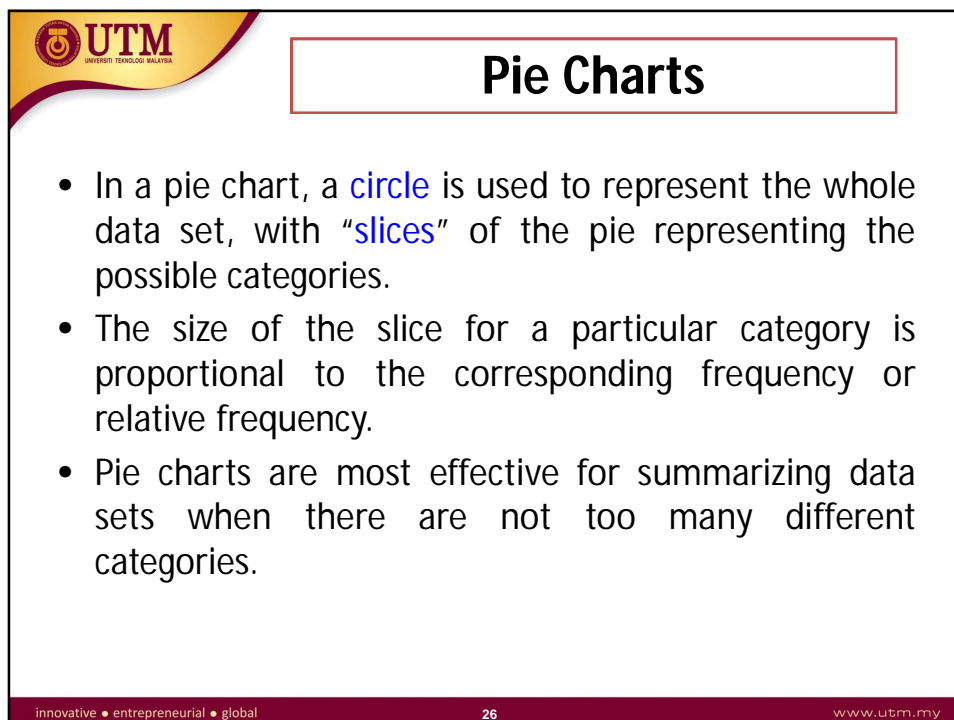 UTM
UNIVERSITI TEKNOLOGI MALAYSIA
Pie Charts
• In a pie chart, a circle is used to represent the whole
data set, with “slices” of the pie representing the
possible categories.
• The size of the slice for a particular category is
proportional to the corresponding frequency or
relative frequency.
• Pie charts are most effective for summarizing data
sets when there are not too many different
categories.
innovative ● entrepreneurial ● global
26
www.utm.my